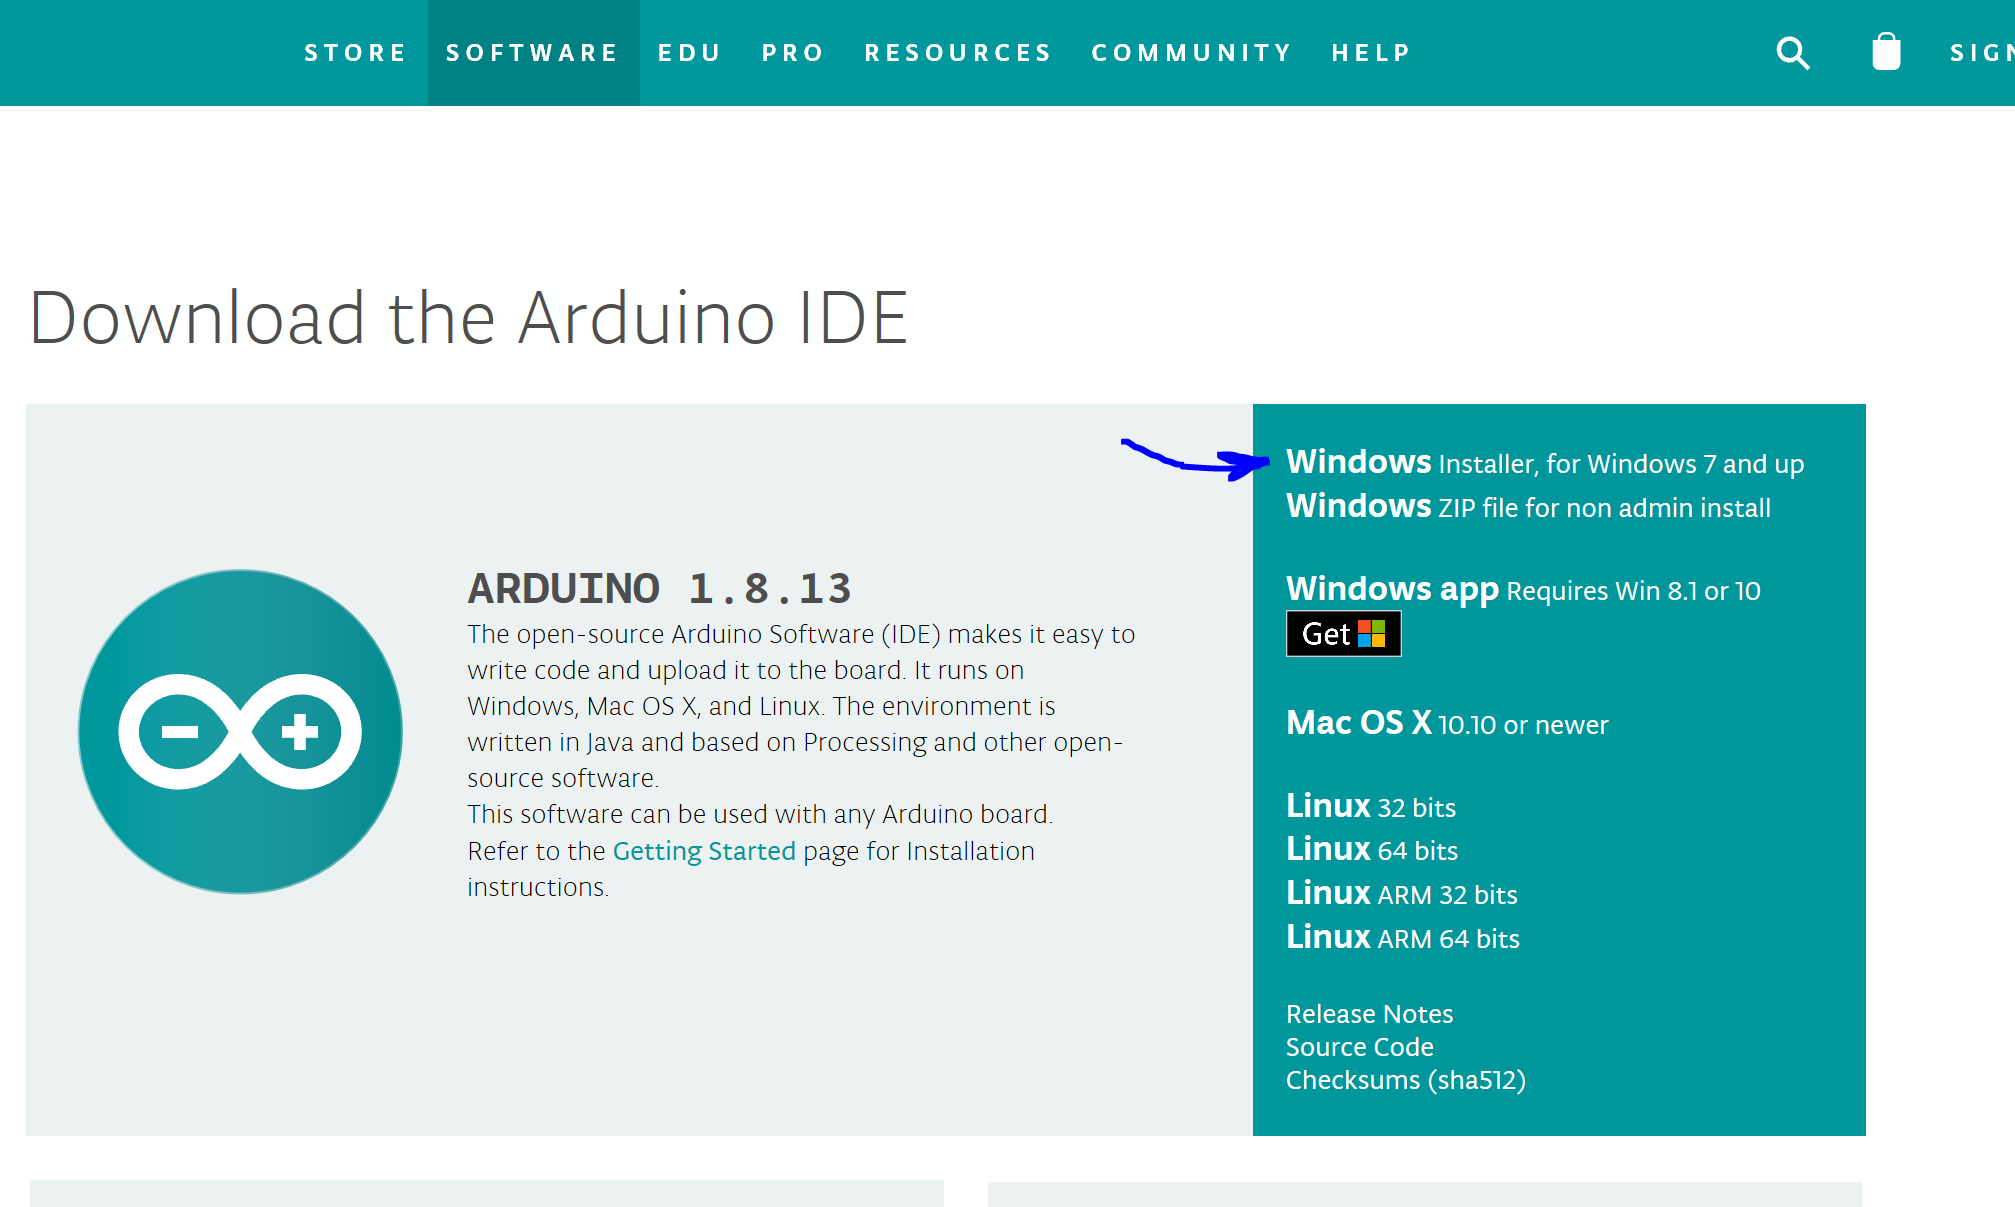 STORE SOFTWARE EDU PRO RESOURCES COMMUNITY HELP SIGN
Download the Arduino IDE
ARDUINO 1.8.13
The open-source Arduino Software (IDE) makes it easy to
write code and upload it to the board. It runs on
Windows, Mac OS X, and Linux. The environment is
written in Java and based on Processing and other open-
source software.
This software can be used with any Arduino board.
Refer to the Getting Started page for Installation
instructions.
Windows Installer, for Windows 7 and up
Windows ZIP file for non admin install
Windows app Requires Win 8.1 or 10
Get
Mac OS X 10.10 or newer
Linux 32 bits
Linux 64 bits
Linux ARM 32 bits
Linux ARM 64 bits
Release Notes
Source Code
Checksums (sha512)